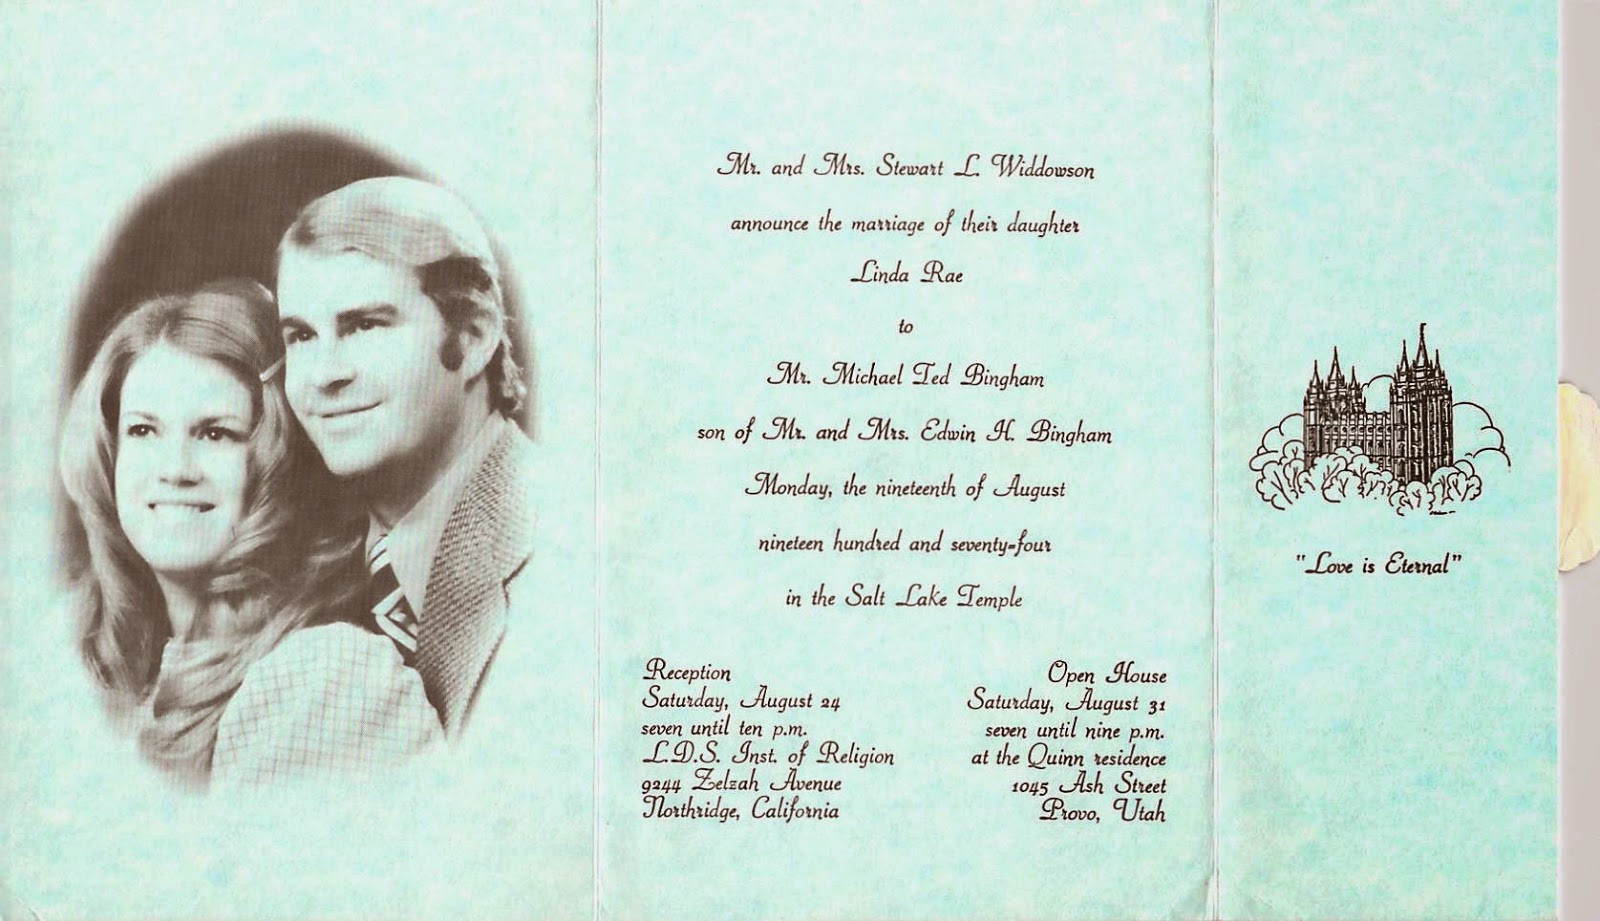 Mr. and Mrs. Stewart L. Widdowson
announce the marriage of their daughter
Linda Rae
to
Mr. Michael Ted Bingham
son of Mr. and Mrs. Edwin H. Bingham
Monday, the nineteenth of August
nineteen hundred and seventy-four
in the Salt Lake Temple
Reception
Saturday, August 24
seven until ten p.m.
L.D.S. Inst. of Religion
9244 Zelzah Avenue
Northridge, California
Open House
Saturday, August 31
seven until nine p.m.
at the Quinn residence
1045 Ash Street
Provo, Utah
"Love is Eternal"